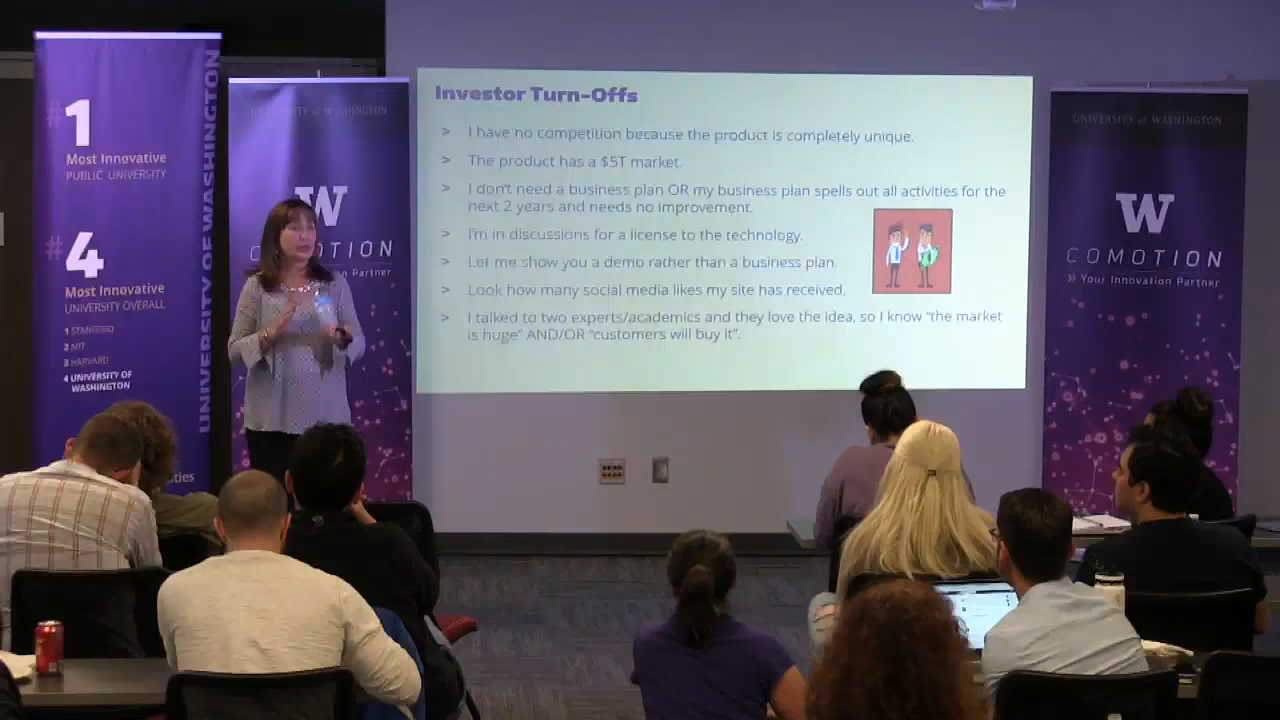 #1
Most Innovative
PUBLIC UNIVERSITY
#4
Most Innovative
UNIVERSITY OVERALL
1 STANFORD
2 MIT
3 HARVARD
4 UNIVERSITY OF
WASHINGTON
UNIVERSITY OF WASHINGTON
UNIVERSITY of WASHINGTON
W
COMOTION
Innovation Partner
Investor Turn-Offs
> I have no competition because the product is completely unique.
> The product has a $5T market.
> I don't need a business plan OR my business plan spells out all activities for the
next 2 years and needs no improvement.
> I'm in discussions for a license to the technology.
> Let me show you a demo rather than a business plan.
> Look how many social media likes my site has received.
> I talked to two experts/academics and they love the idea, so I know "the market
is huge" AND/OR "customers will buy it".
UNIVERSITY of WASHINGTON
W
COMOTION
» Your Innovation Partner